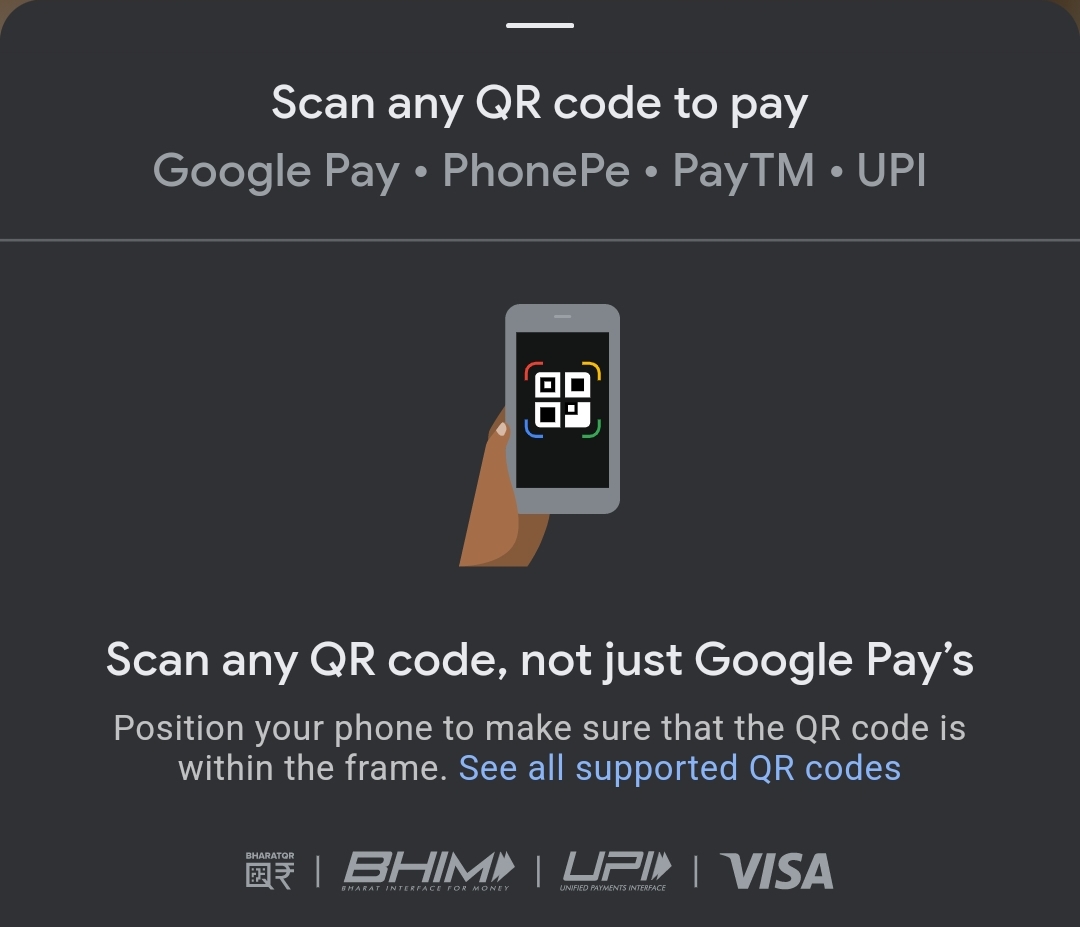 Scan any QR code to pay
Google Pay • PhonePe • PayTM • UPI
Scan any QR code, not just Google Pay’s
Position your phone to make sure that the QR code is
within the frame. See all supported QR codes
BHARATQR | BHIM | UPI | VISA
BHARAT INTERFACE FOR MONEY UNIFIED PAYMENTS INTERFACE